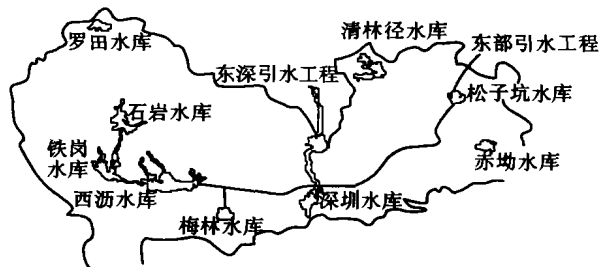 罗田水库
清林径水库
东部引水工程
东深引水工程
松子坑水库
石岩水库
铁岗
水库
赤坳水库
西沥水库
深圳水库
梅林水库